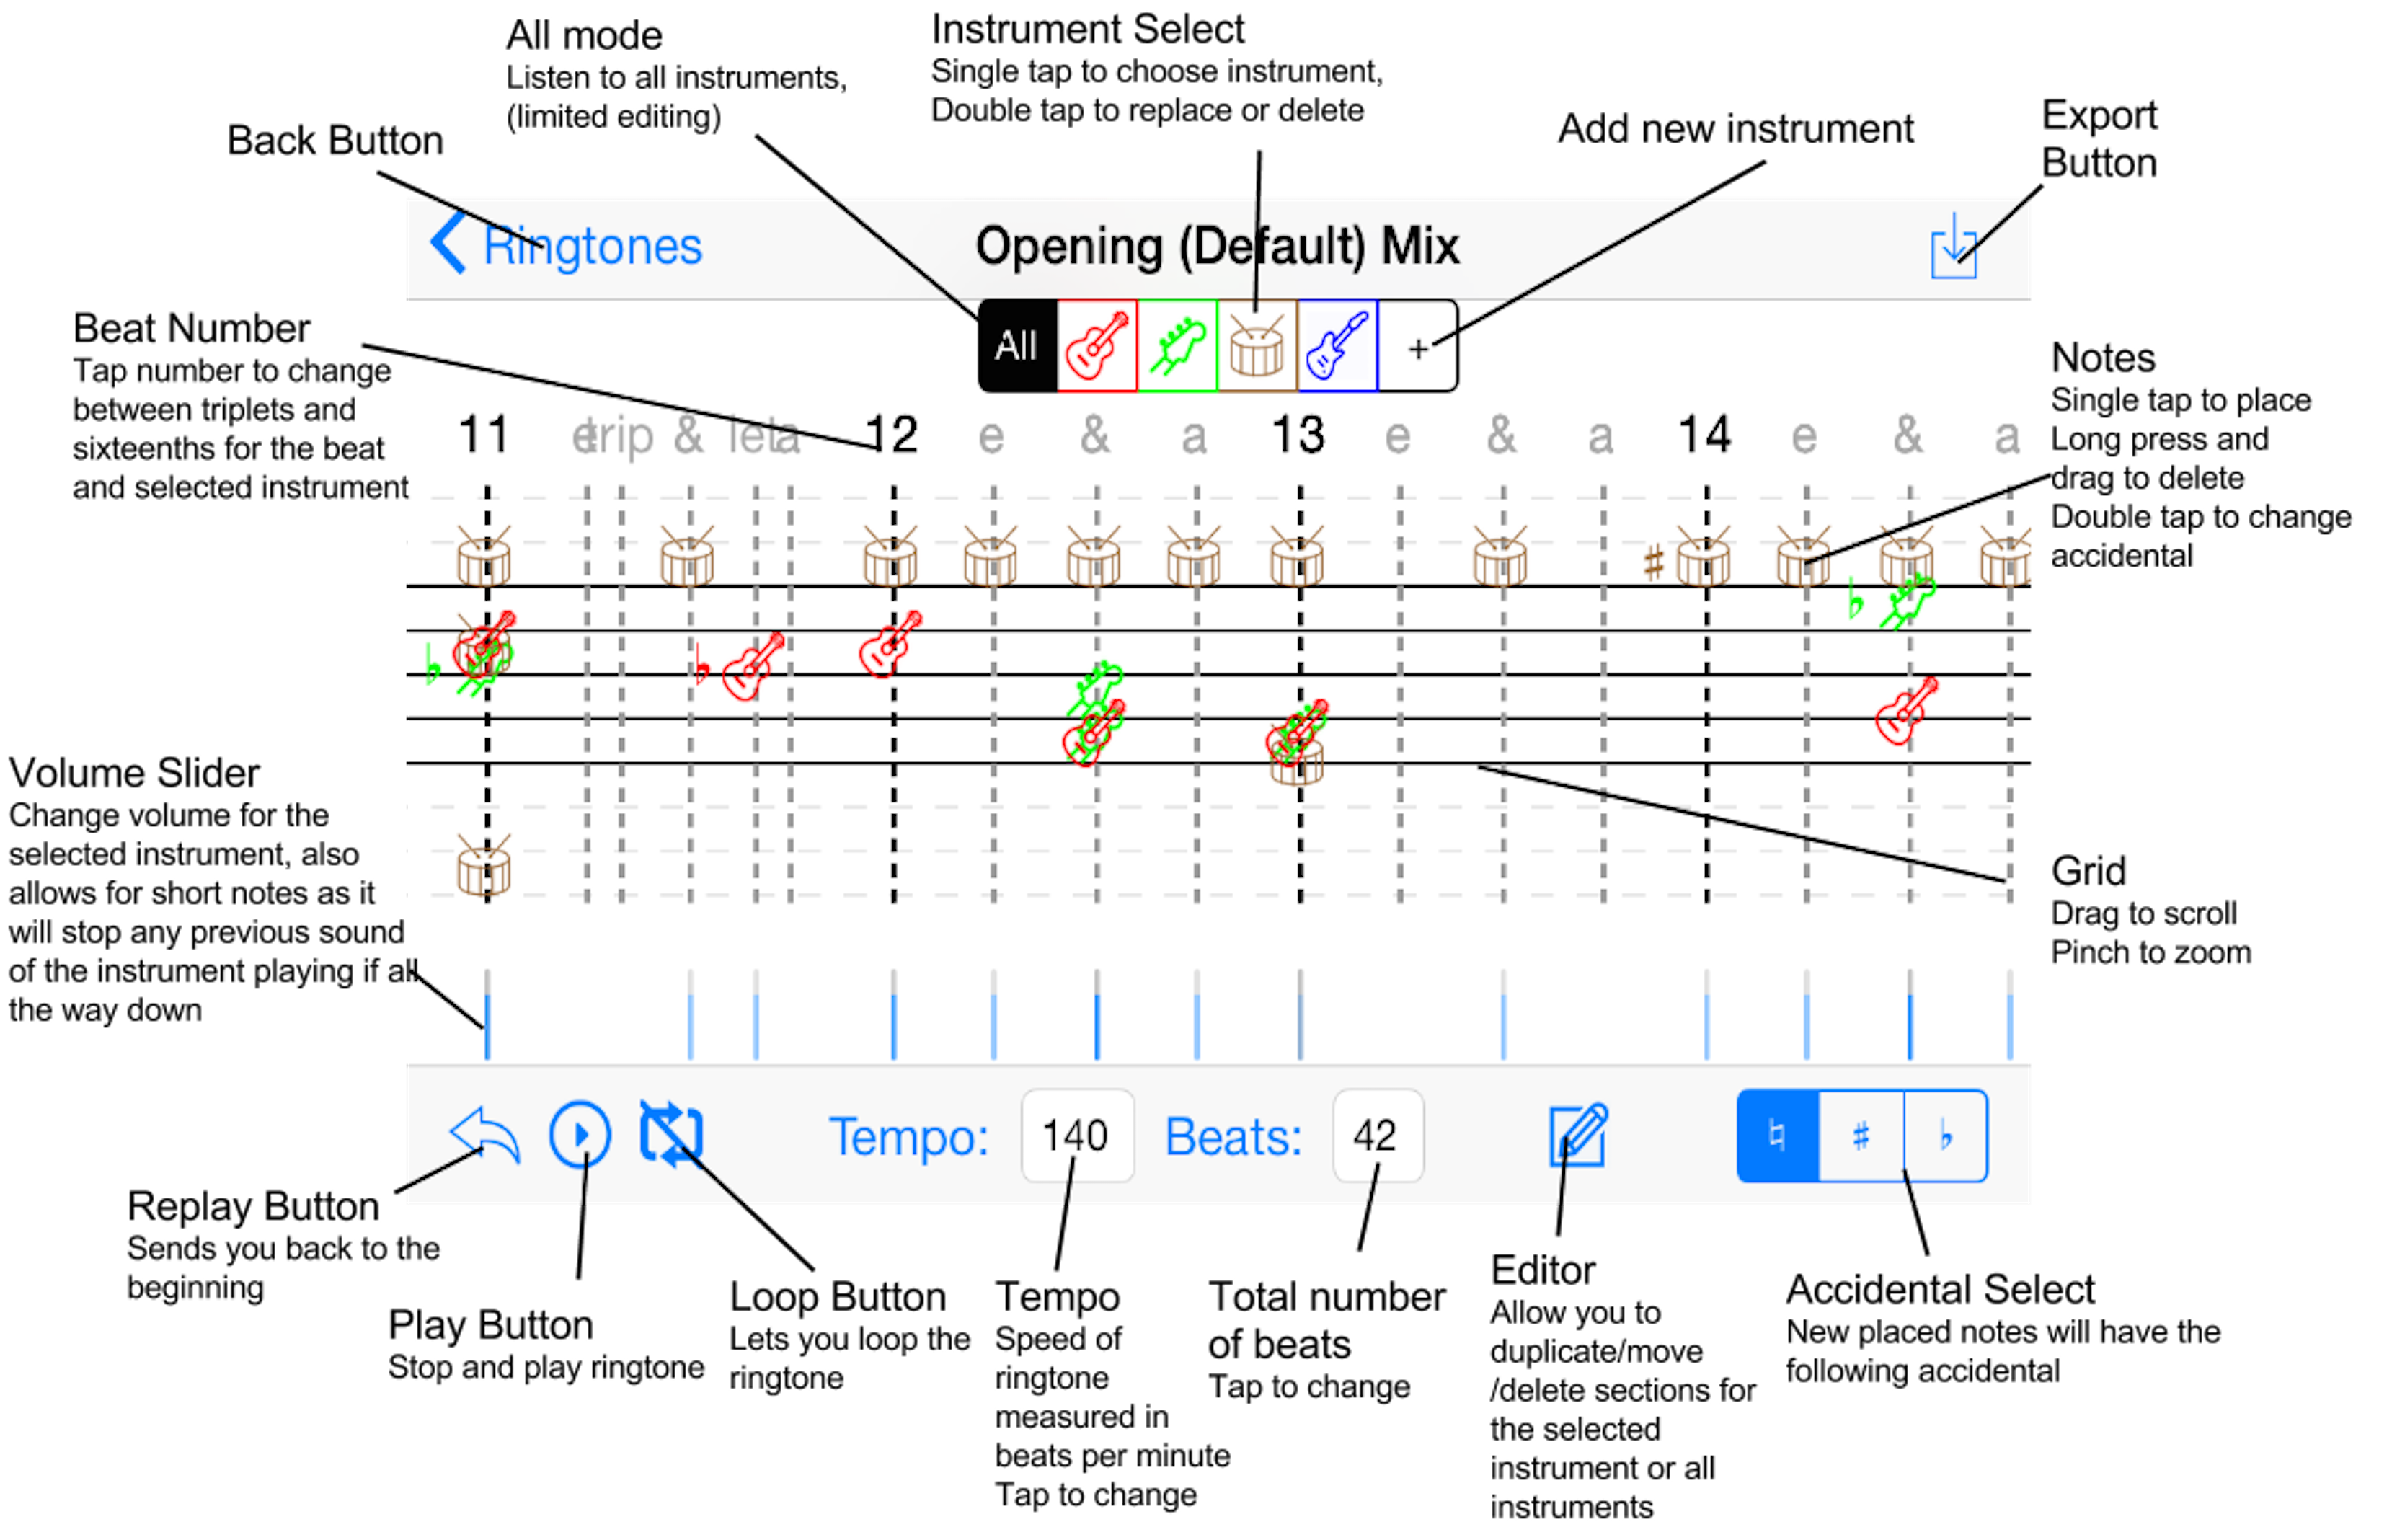 All mode
Listen to all instruments,
(limited editing)
Instrument Select
Single tap to choose instrument,
Double tap to replace or delete
Back Button
Add new instrument
Export
Button
Ringtones
Opening (Default) Mix
Beat Number
Tap number to change
between triplets and
sixteenths for the beat
and selected instrument
All
+
Notes
Single tap to place
Long press and
drag to delete
Double tap to change
accidental
11 e trip & let a 12 e & a 13 e & a 14 e & a
♯
♭
♭
♭
Volume Slider
Change volume for the
selected instrument, also
allows for short notes as it
will stop any previous sound
of the instrument playing if all
the way down
Grid
Drag to scroll
Pinch to zoom
Tempo: 140 Beats: 42 ♮ ♯ ♭
Replay Button
Sends you back to the
beginning
Play Button
Stop and play ringtone
Loop Button
Lets you loop the
ringtone
Tempo
Speed of
ringtone
measured in
beats per minute
Tap to change
Total number
of beats
Tap to change
Editor
Allow you to
duplicate/move
/delete sections for
the selected
instrument or all
instruments
Accidental Select
New placed notes will have the
following accidental